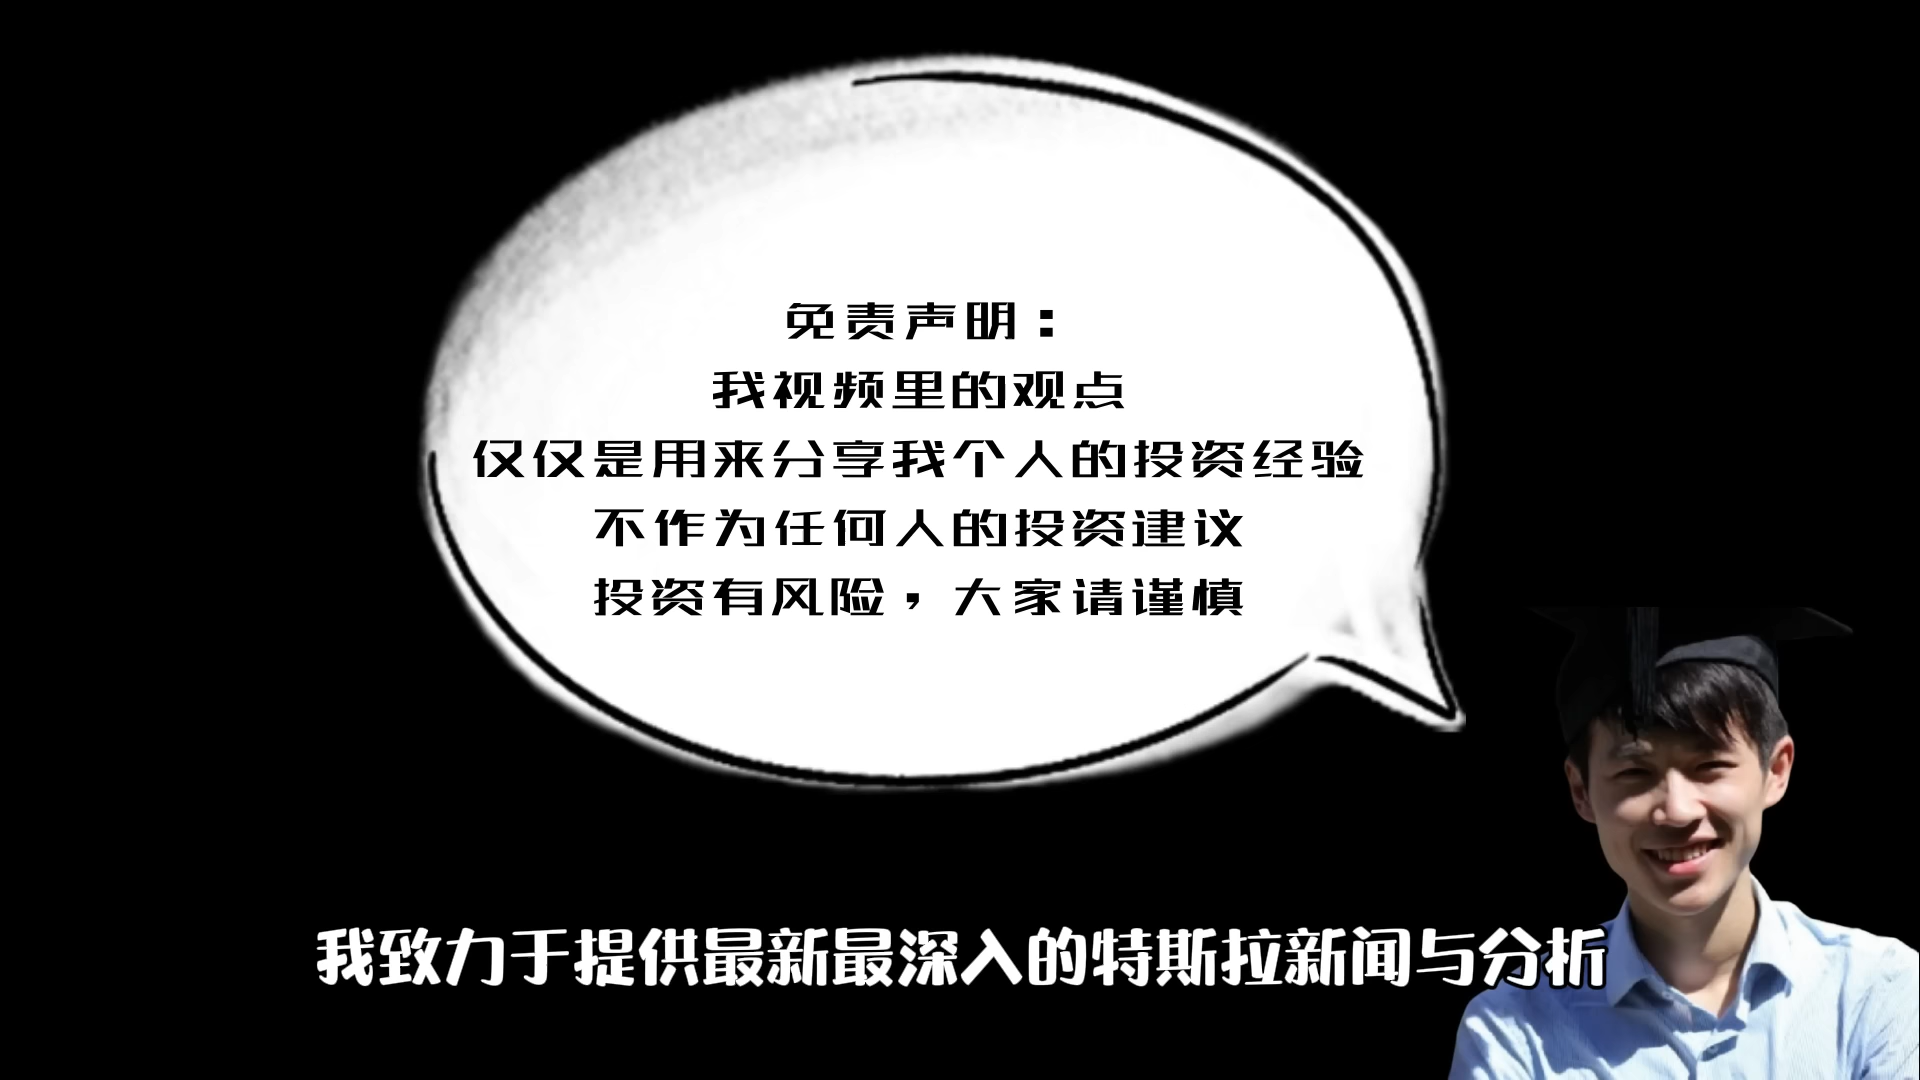 免责声明：
我视频里的观点
仅仅是用来分享我个人的投资经验
不作为任何人的投资建议
投资有风险，大家请谨慎
我致力于提供最新最深入的特斯拉新闻与分析